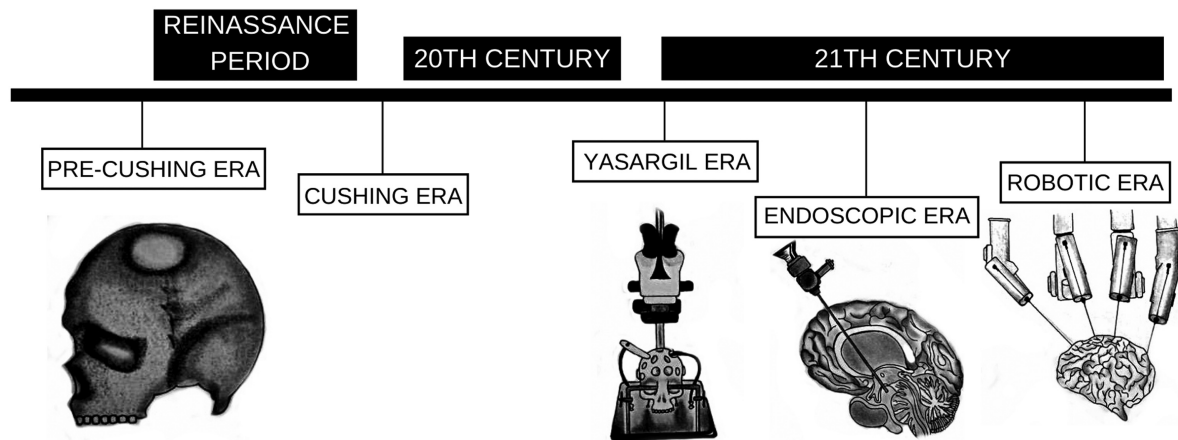 REINASSANCE
PERIOD
20TH CENTURY
21TH CENTURY
PRE-CUSHING ERA
CUSHING ERA
YASARGIL ERA
ENDOSCOPIC ERA
ROBOTIC ERA